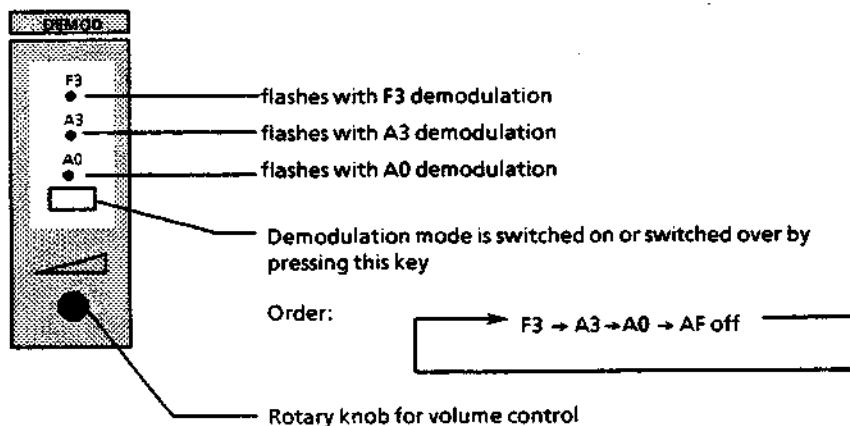 DEMOD
F3
flashes with F3 demodulation
A3
flashes with A3 demodulation
A0
flashes with A0 demodulation
Demodulation mode is switched on or switched over by
pressing this key
Order:
F3 → A3 → A0 → AF off
Rotary knob for volume control